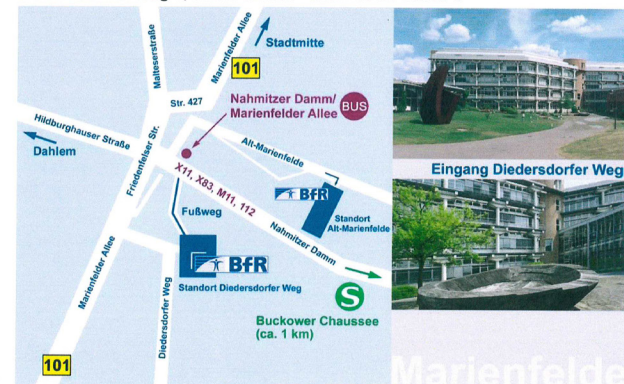 Stadtmitte
Marienfelder Allee
Malteserstraße
101
Str. 427
Nahmitzer Damm/
Marienfelder Allee
BUS
Hildburghauser Straße
Dahlem
Friedenfelser Str.
Alt-Marienfelde
X11, X83, M11, 112
BfR
Standort
Alt-Marienfelde
Fußweg
Nahmitzer Damm
BfR
Standort Diedersdorfer Weg
Marienfelder Allee
Diedersdorfer Weg
S
Buckower Chaussee
(ca. 1 km)
101
Eingang Diedersdorfer Weg
Marienfelde